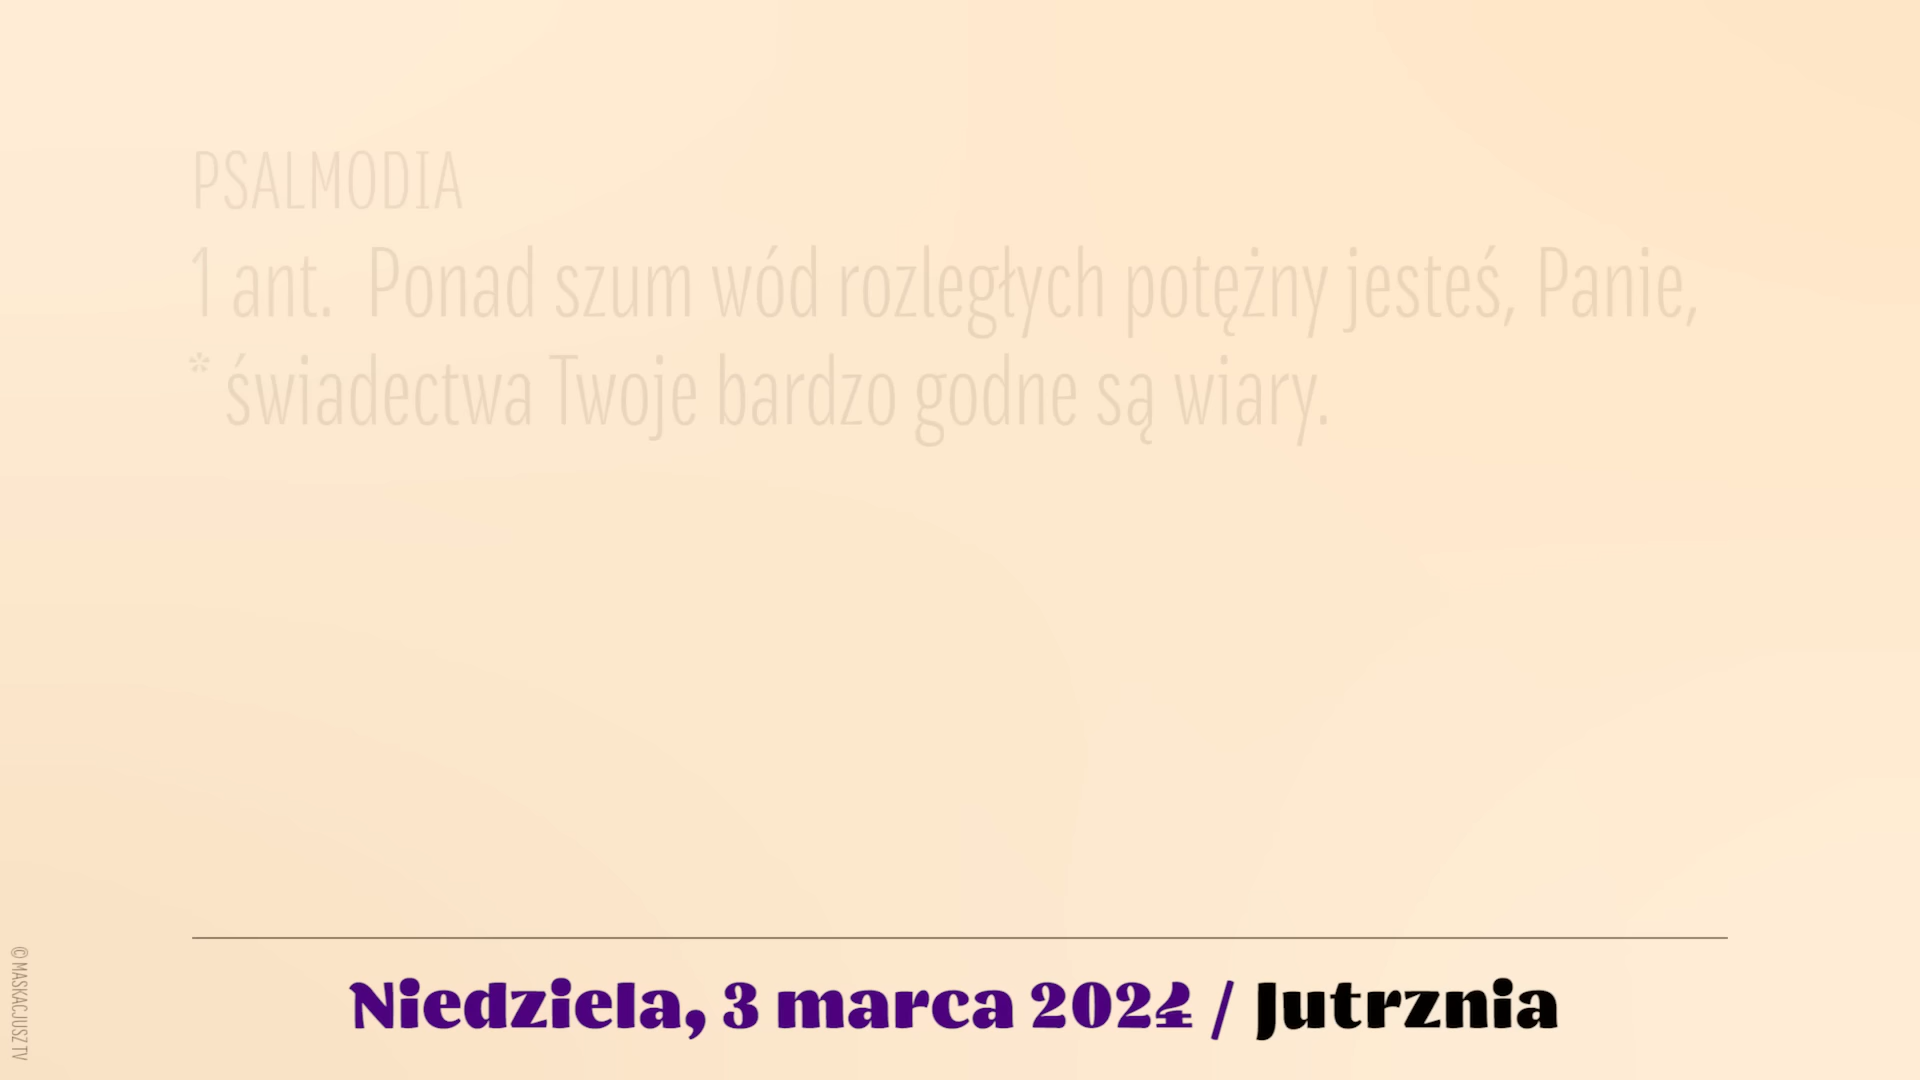 PSALMODIA
1 ant. Ponad szum wód rozległych potężny jesteś, Panie,
* świadectwa Twoje bardzo godne są wiary.
Niedziela, 3 marca 2024 / Jutrznia
© MASKACJUSZ TV